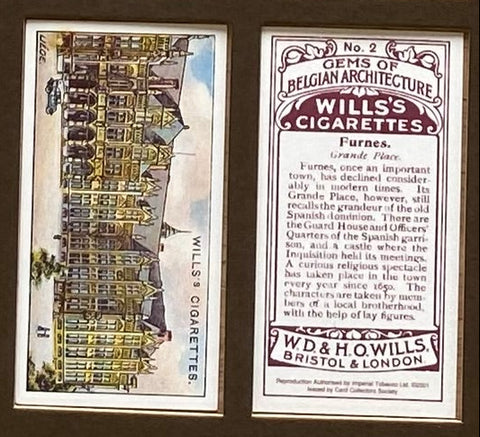 WILLS'S CIGARETTES.
No. 2
GEMS OF
BELGIAN ARCHITECTURE
WILLS'S
CIGARETTES
Furnes.
Grande Place.
Furnes, once an important
town, has declined consider-
ably in modern times. Its
Grande Place, however, still
recalls the grandeur of the old
Spanish dominion. There are
the Guard House and Officers'
Quarters of the Spanish garri-
son, and a castle where the
Inquisition held its meetings.
A curious religious spectacle
has taken place in the town
every year since 1650. The
characters are taken by mem-
bers of a local brotherhood,
with the help of lay figures.
W.D. & H.O. WILLS.
BRISTOL & LONDON.
Reproduction Authorised by Imperial Tobacco Ltd. ©2001
Issued by Card Collectors Society